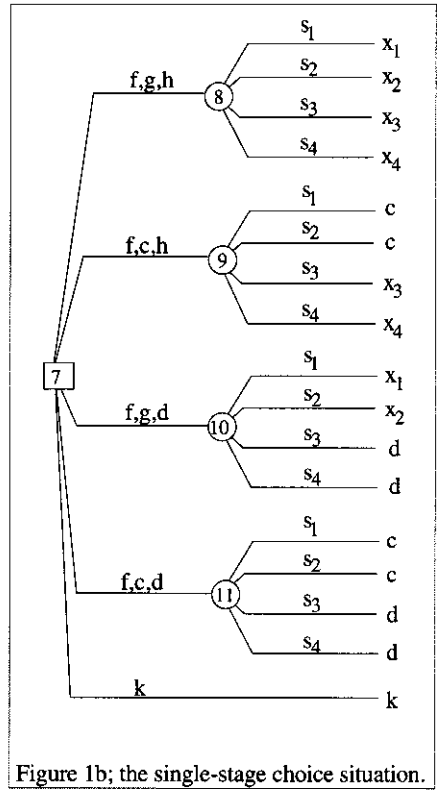 s₁ x₁
s₂ x₂
f,g,h 8
s₃ x₃
s₄ x₄
s₁ c
s₂ c
f,c,h 9
s₃ x₃
s₄ x₄
7
s₁ x₁
s₂ x₂
f,g,d 10
s₃ d
s₄ d
s₁ c
s₂ c
f,c,d 11
s₃ d
s₄ d
k k
Figure 1b; the single-stage choice situation.